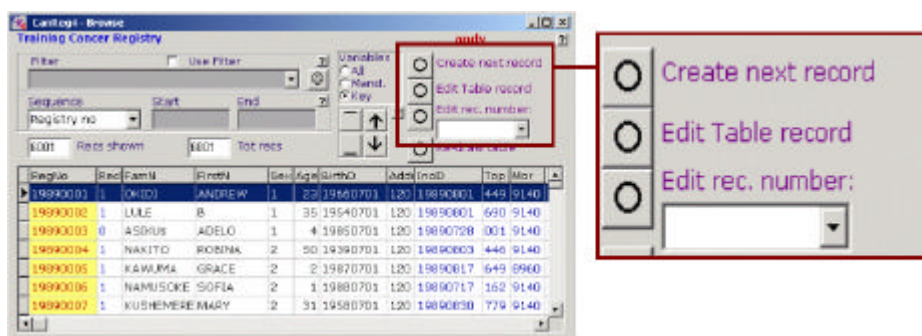 CanReg4 - Browse
Training Cancer Registry
andy
Filter
Use Filter
Variables
All
Mand.
Key
Sequence
Start
End
Registry no
Recs shown
6801 Tot recs
Create next record
Edit Table record
Edit rec. number:
RegNo Rec FamN FirstN Sex Age BirthD Addr IncD Top Mor
19890001 1 OKIDI ANDREW 1 23 19660701 120 19890801 449 9140
19890002 1 LULE B 1 35 19540701 120 19890801 690 9140
19890003 0 ASIKUS ADELO 1 4 19850701 120 19890728 001 9140
19890004 1 NAKITO ROBINA 2 50 19390701 120 19890803 446 9140
19890005 1 KAWUMA GRACE 2 2 19870701 120 19890817 649 8960
19890006 1 NAMUSOKE SOFIA 2 1 19880701 120 19890717 162 9140
19890007 1 KUSHEMERE MARY 2 31 19580701 120 19890830 779 9140
Create next record
Edit Table record
Edit rec. number: